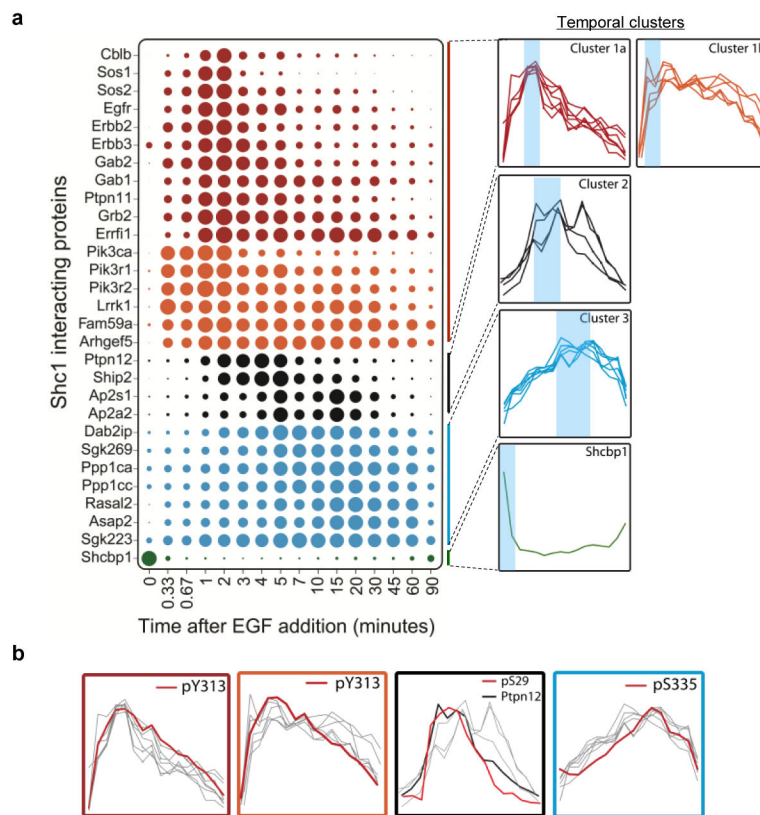 a
Temporal clusters
Shc1 interacting proteins
Cblb
Sos1
Sos2
Egfr
Erbb2
Erbb3
Gab2
Gab1
Ptpn11
Grb2
Errfi1
Pik3ca
Pik3r1
Pik3r2
Lrrk1
Fam59a
Arhgef5
Ptpn12
Ship2
Ap2s1
Ap2a2
Dab2ip
Sgk269
Ppp1ca
Ppp1cc
Rasal2
Asap2
Sgk223
Shcbp1
0
0.33
0.67
1
2
3
4
5
7
10
15
20
30
45
60
90
Time after EGF addition (minutes)
Cluster 1a
Cluster 1
Cluster 2
Cluster 3
Shcbp1
b
pY313
pY313
pS29
Ptpn12
pS335